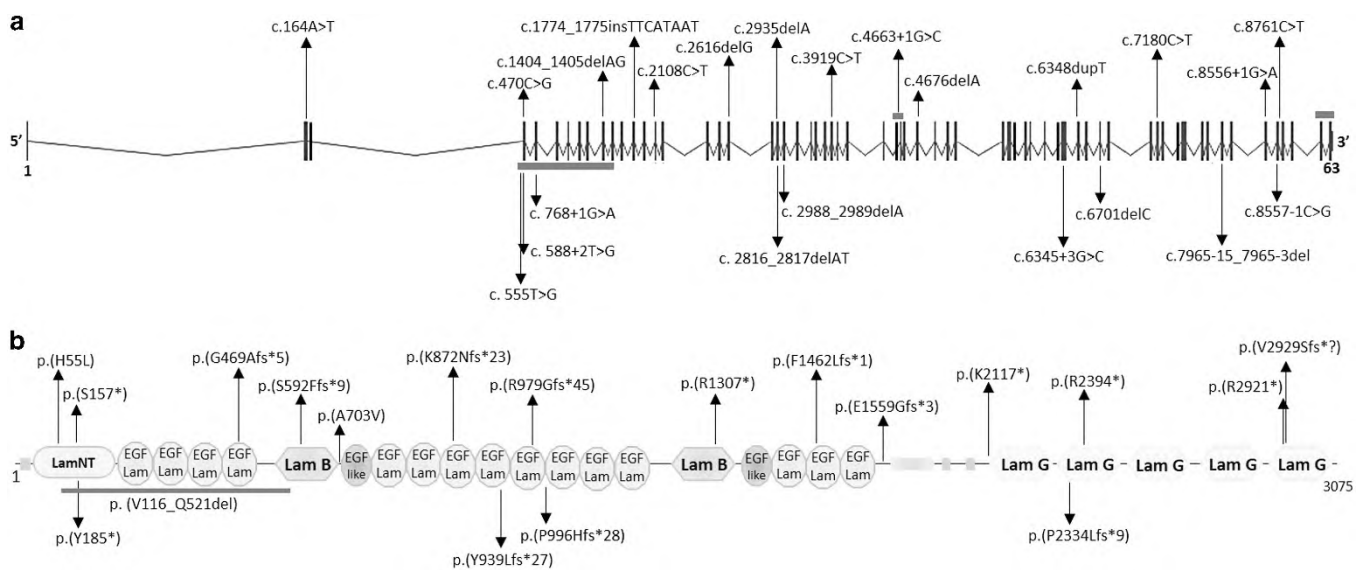 a
c.164A>T
c.1774_1775insTTCATAAT
c.2935delA
c.4663+1G>C
c.8761C>T
c.2616delG
c.7180C>T
c.1404_1405delAG
c.3919C>T
c.6348dupT
c.8556+1G>A
c.470C>G
c.2108C>T
c.4676delA
5’
3’
1
63
c. 768+1G>A
c. 2988_2989delA
c.6701delC
c.8557-1C>G
c. 588+2T>G
c. 2816_2817delAT
c.6345+3G>C
c.7965-15_7965-3del
c. 555T>G
b
p.(H55L)
p.(G469Afs*5)
p.(K872Nfs*23)
p.(F1462Lfs*1)
p.(V2929Sfs*?)
p.(S157*)
p.(S592Ffs*9)
p.(R979Gfs*45)
p.(R1307*)
p.(K2117*)
p.(R2394*)
p.(R2921*)
p.(A703V)
p.(E1559Gfs*3)
1
LamNT
EGF Lam
EGF Lam
EGF Lam
EGF Lam
Lam B
EGF like
EGF Lam
EGF Lam
EGF Lam
EGF Lam
EGF Lam
EGF Lam
EGF Lam
EGF Lam
Lam B
EGF like
EGF Lam
EGF Lam
EGF Lam
Lam G
Lam G
Lam G
Lam G
Lam G
3075
p. (V116_Q521del)
p.(Y185*)
p.(P996Hfs*28)
p.(P2334Lfs*9)
p.(Y939Lfs*27)